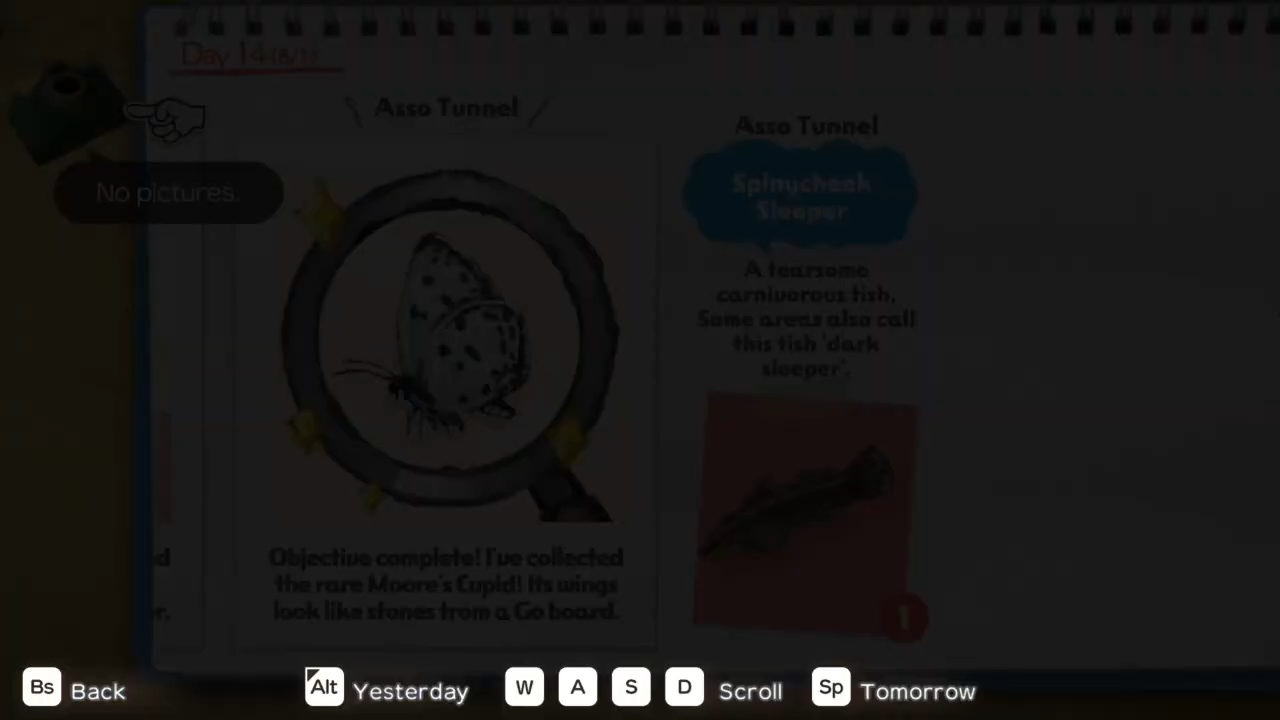 Day 14(8/1)
Asso Tunnel
Asso Tunnel
No pictures.
Spinycheek
Sleeper
A fearsome
carnivorous fish.
Some areas also call
this fish 'dark
sleeper'.
d
r.
Objective complete! I've collected
the rare Moore's Cupid! Its wings
look like stones from a Go board.
1
Bs Back
Alt Yesterday
W A S D Scroll
Sp Tomorrow